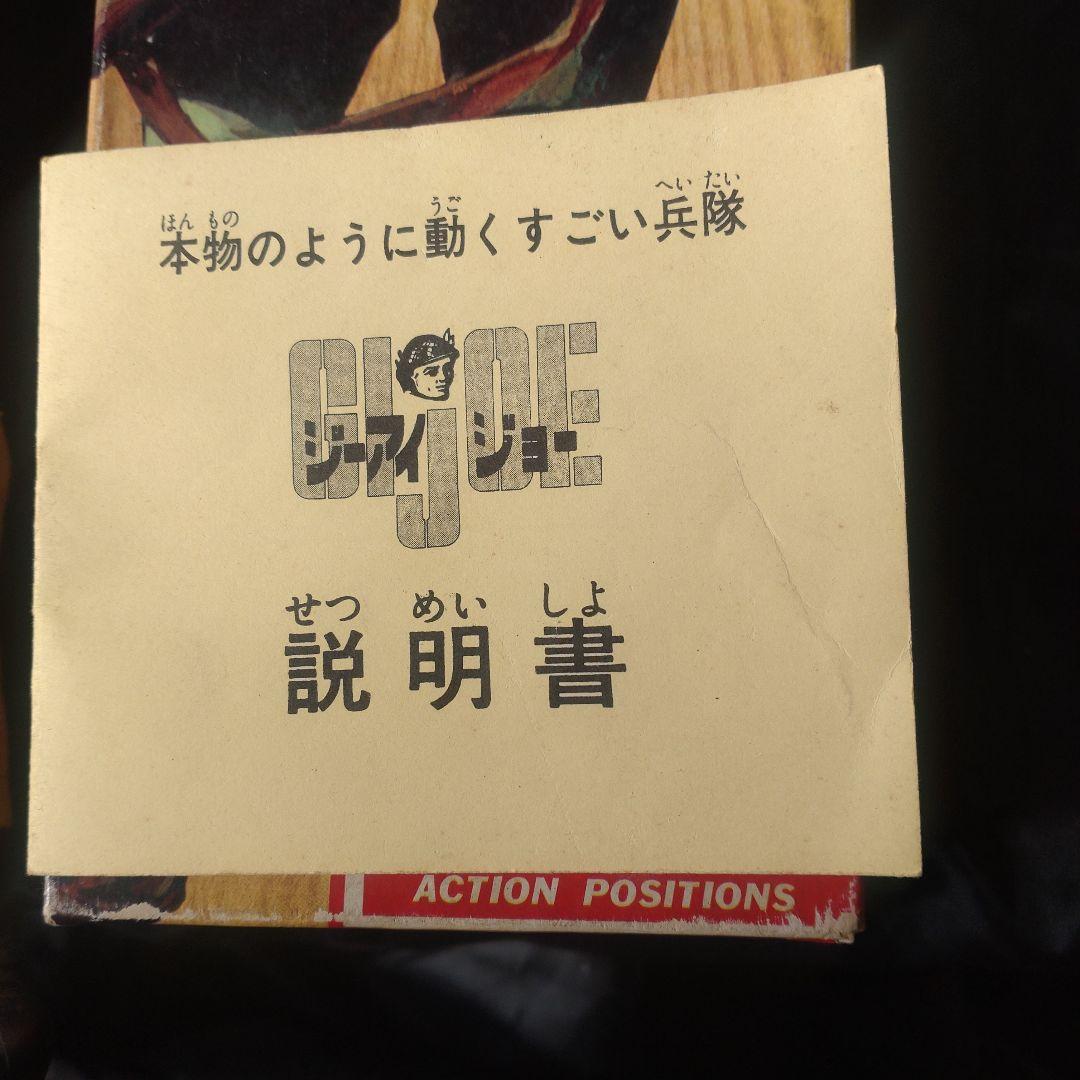 ほんもの うご へいたい
本物のように動くすごい兵隊
GI JOE
ジーアイ ジョー
せつ めい しよ
説明書
ACTION POSITIONS